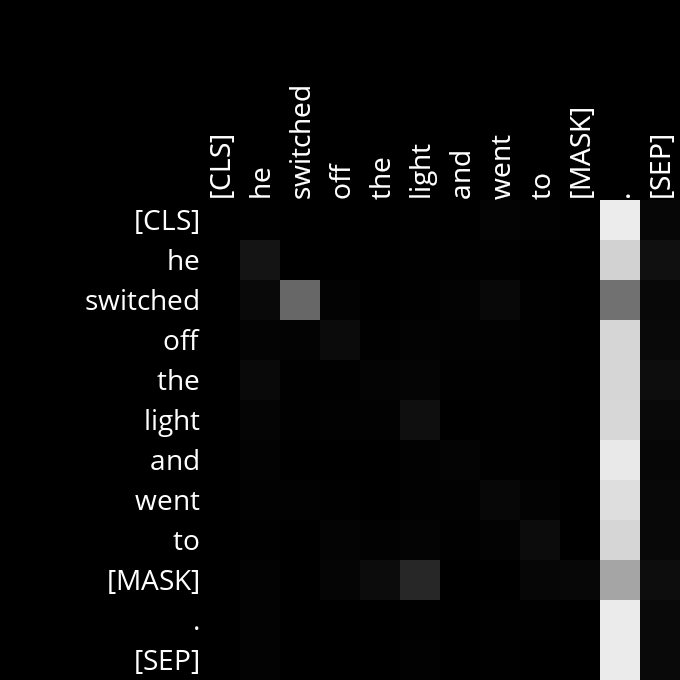 [CLS] he switched off the light and went to [MASK] . [SEP]
[CLS]
he
switched
off
the
light
and
went
to
[MASK]
.
[SEP]